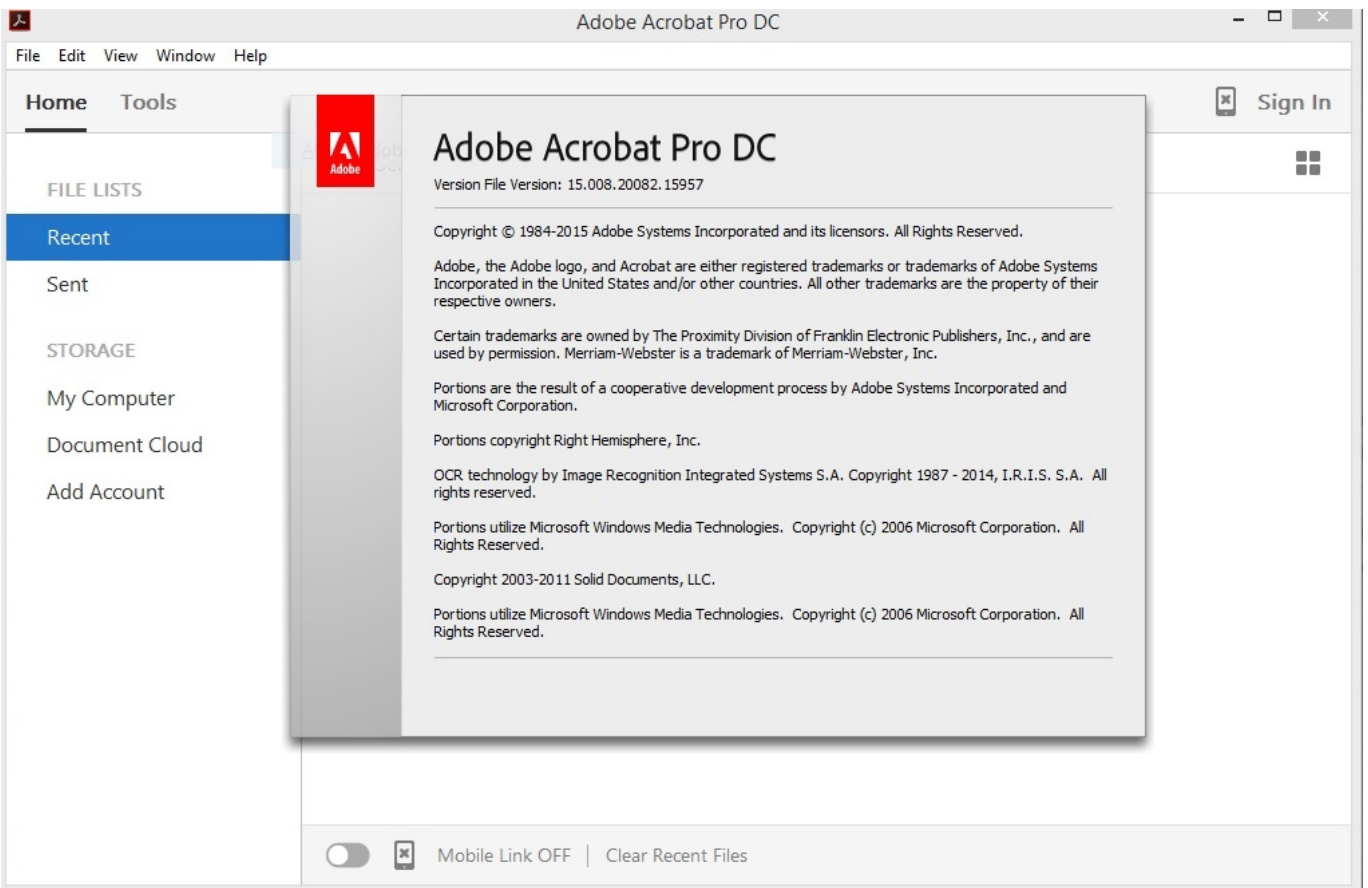 Adobe Acrobat Pro DC
File Edit View Window Help
Home Tools
Sign In
FILE LISTS
Recent
Sent
STORAGE
My Computer
Document Cloud
Add Account
Adobe
Adobe Acrobat Pro DC
Version File Version: 15.008.20082.15957
Copyright © 1984-2015 Adobe Systems Incorporated and its licensors. All Rights Reserved.
Adobe, the Adobe logo, and Acrobat are either registered trademarks or trademarks of Adobe Systems
Incorporated in the United States and/or other countries. All other trademarks are the property of their
respective owners.
Certain trademarks are owned by The Proximity Division of Franklin Electronic Publishers, Inc., and are
used by permission. Merriam-Webster is a trademark of Merriam-Webster, Inc.
Portions are the result of a cooperative development process by Adobe Systems Incorporated and
Microsoft Corporation.
Portions copyright Right Hemisphere, Inc.
OCR technology by Image Recognition Integrated Systems S.A. Copyright 1987 - 2014, I.R.I.S. S.A. All
rights reserved.
Portions utilize Microsoft Windows Media Technologies. Copyright (c) 2006 Microsoft Corporation. All
Rights Reserved.
Copyright 2003-2011 Solid Documents, LLC.
Portions utilize Microsoft Windows Media Technologies. Copyright (c) 2006 Microsoft Corporation. All
Rights Reserved.
Mobile Link OFF | Clear Recent Files